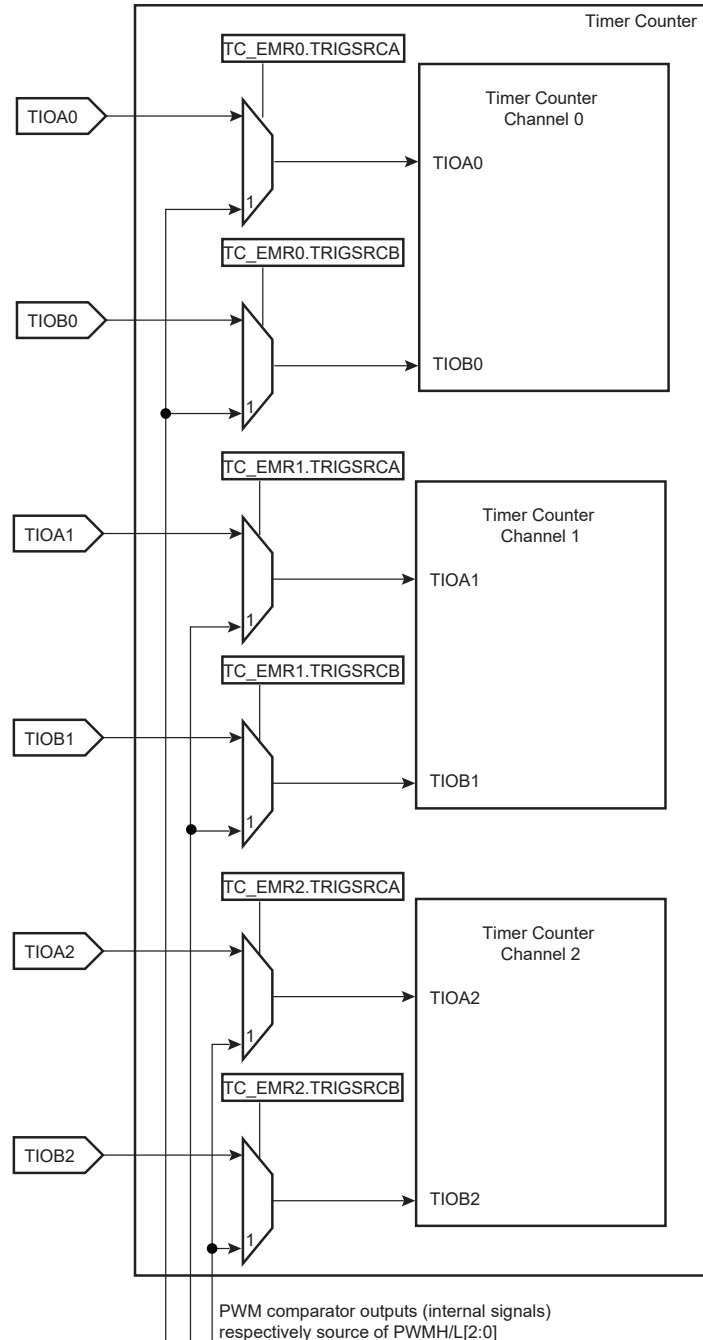 Timer Counter
TC_EMR0.TRIGSRCA
TIOA0
Timer Counter
Channel 0
TIOA0
1
TC_EMR0.TRIGSRCB
TIOB0
TIOB0
1
TC_EMR1.TRIGSRCA
TIOA1
Timer Counter
Channel 1
TIOA1
1
TC_EMR1.TRIGSRCB
TIOB1
TIOB1
1
TC_EMR2.TRIGSRCA
TIOA2
Timer Counter
Channel 2
TIOA2
1
TC_EMR2.TRIGSRCB
TIOB2
TIOB2
1
PWM comparator outputs (internal signals)
respectively source of PWMH/L[2:0]